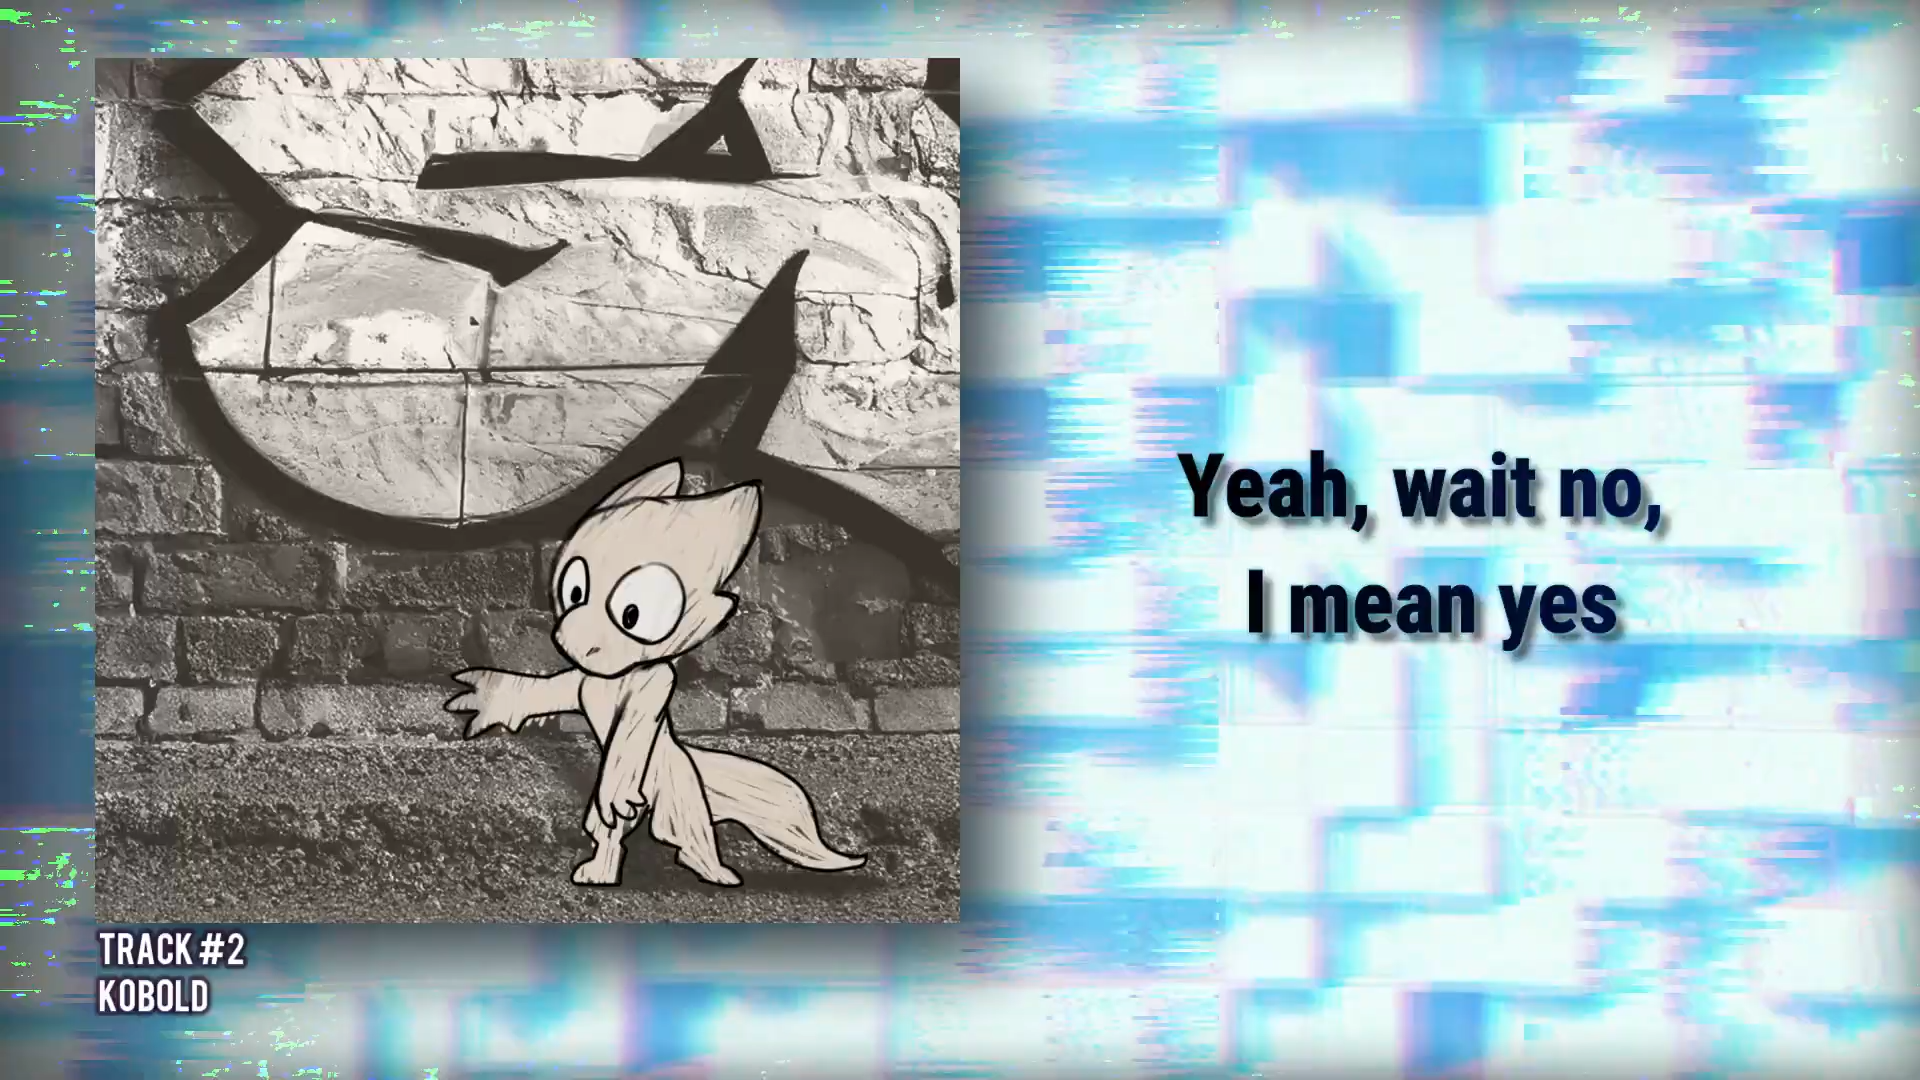 Yeah, wait no,
I mean yes
TRACK #2
KOBOLD